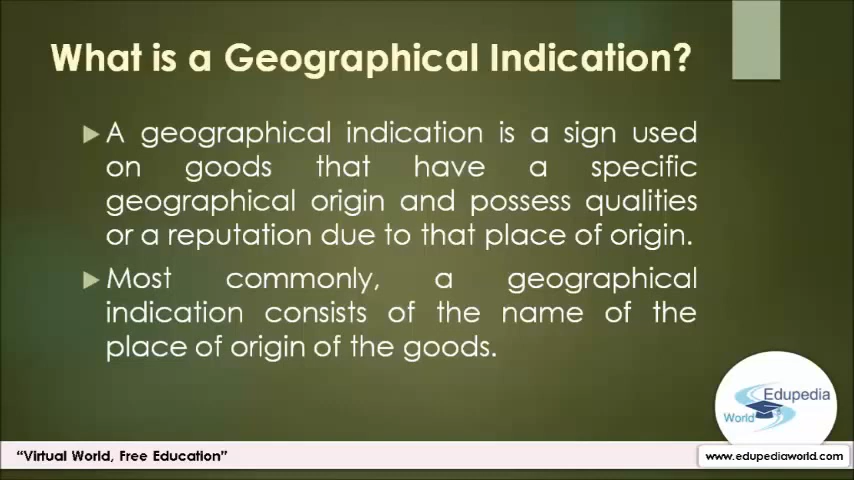 What is a Geographical Indication?
A geographical indication is a sign used
on goods that have a specific
geographical origin and possess qualities
or a reputation due to that place of origin.
Most commonly, a geographical
indication consists of the name of the
place of origin of the goods.
Edupedia
World
“Virtual World, Free Education”
www.edupediaworld.com